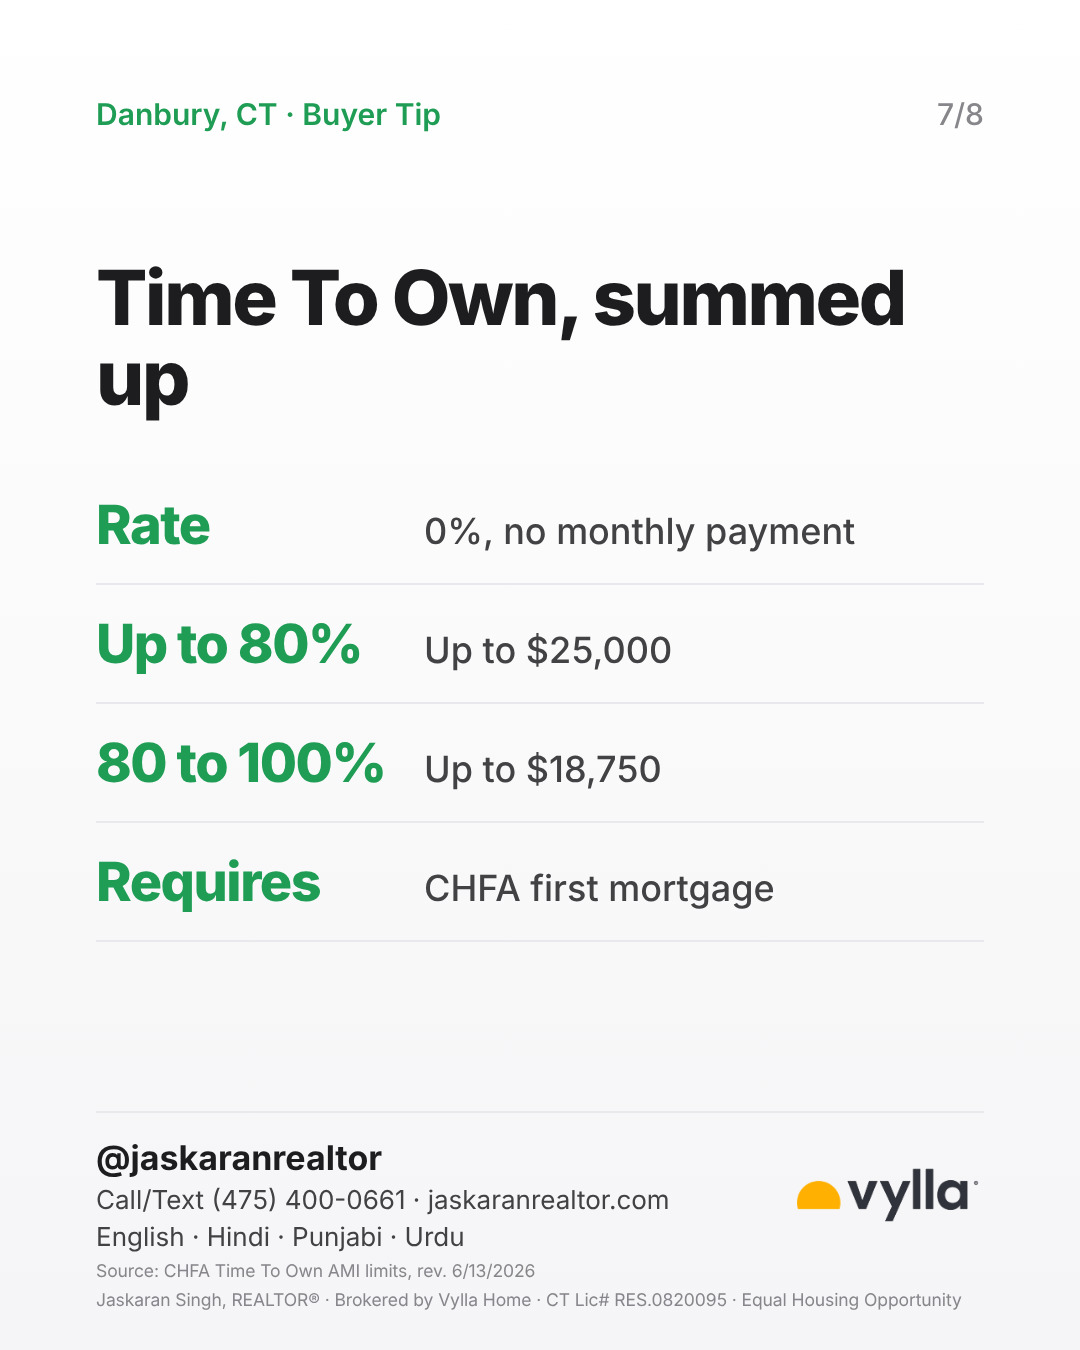 Danbury, CT · Buyer Tip 7/8
Time To Own, summed
up
Rate 0%, no monthly payment
Up to 80% Up to $25,000
80 to 100% Up to $18,750
Requires CHFA first mortgage
@jaskaranrealtor
Call/Text (475) 400-0661 · jaskaranrealtor.com
English · Hindi · Punjabi · Urdu
vylla
Source: CHFA Time To Own AMI limits, rev. 6/13/2026
Jaskaran Singh, REALTOR® · Brokered by Vylla Home · CT Lic# RES.0820095 · Equal Housing Opportunity